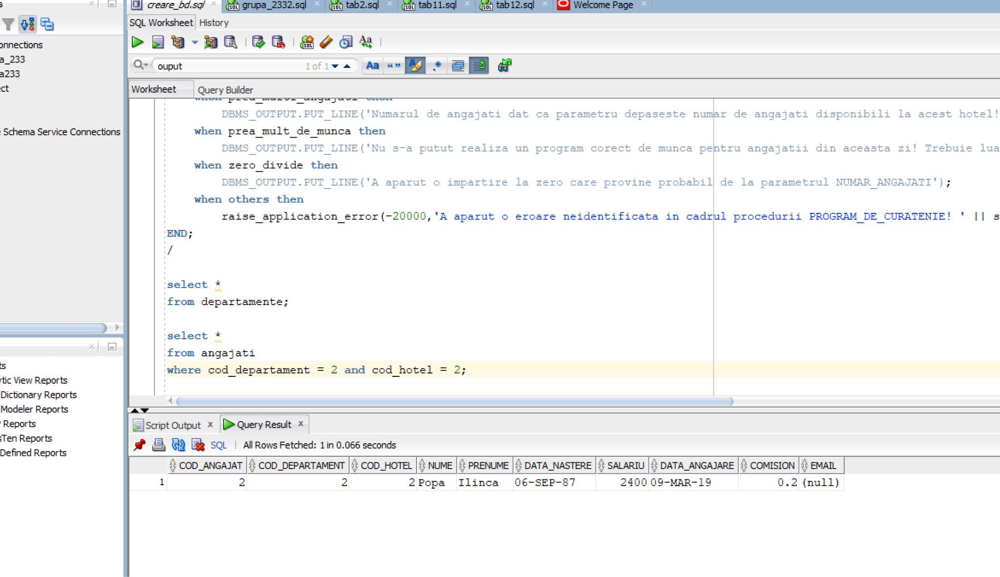 creare_bd.sql grupa_2332.sql tab2.sql tab11.sql tab12.sql Welcome Page
SQL Worksheet History
onnections
a_233
a233
ect
Schema Service Connections
ouput 1 of 1
Worksheet Query Builder
when prea_multi_angajati then
DBMS_OUTPUT.PUT_LINE('Numarul de angajati dat ca parametru depaseste numar de angajati disponibili la acest hotel!
when prea_mult_de_munca then
DBMS_OUTPUT.PUT_LINE('Nu s-a putut realiza un program corect de munca pentru angajatii din aceasta zi! Trebuie lua
when zero_divide then
DBMS_OUTPUT.PUT_LINE('A aparut o impartire la zero care provine probabil de la parametrul NUMAR_ANGAJATI');
when others then
raise_application_error(-20000,'A aparut o eroare neidentificata in cadrul procedurii PROGRAM_DE_CURATENIE! ' || s
END;
/
select *
from departamente;
select *
from angajati
where cod_departament = 2 and cod_hotel = 2;
ts
ytic View Reports
Dictionary Reports
Modeler Reports
Reports
sTen Reports
Defined Reports
Script Output x Query Result x
SQL | All Rows Fetched: 1 in 0.066 seconds
COD_ANGAJAT COD_DEPARTAMENT COD_HOTEL NUME PRENUME DATA_NASTERE SALARIU DATA_ANGAJARE COMISION EMAIL
1 2 2 2 Popa Ilinca 06-SEP-87 2400 09-MAR-19 0.2 (null)